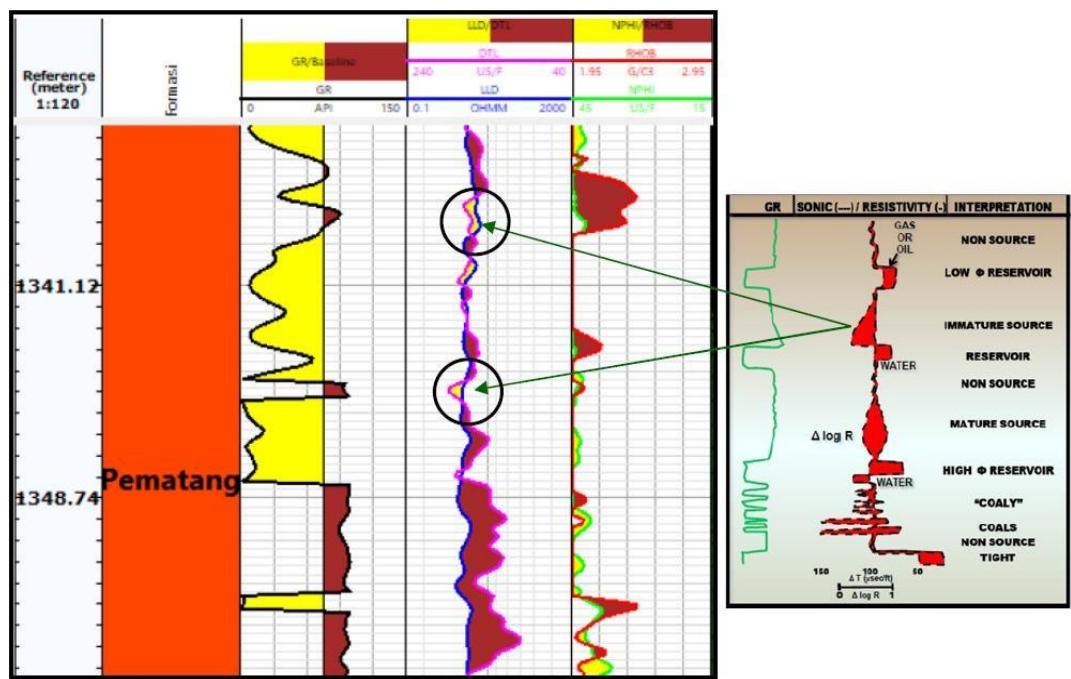 LLD/DTL
NPHI/RHOB
GR/Baseline
DTL
RHOB
240 US/F 40
1.95 G/C3 2.95
Reference
(meter)
1:120
Formasi
GR
LLD
NPHI
0 API 150
0.1 OHMM 2000
45 US/F 15
1341.12
Pematang
1348.74
GR
SONIC (---) / RESISTIVITY (-)
INTERPRETATION
GAS
OR
OIL
NON SOURCE
LOW Φ RESERVOIR
IMMATURE SOURCE
RESERVOIR
WATER
NON SOURCE
MATURE SOURCE
Δ log R
HIGH Φ RESERVOIR
WATER
"COALY"
COALS
NON SOURCE
TIGHT
150 100 50
Δ T (μsec/ft)
0 Δ log R 1